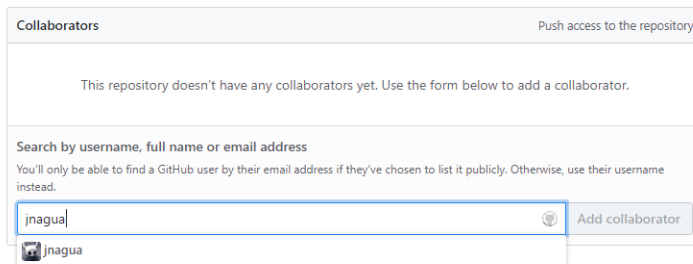 Collaborators
Push access to the repository
This repository doesn't have any collaborators yet. Use the form below to add a collaborator.
Search by username, full name or email address
You'll only be able to find a GitHub user by their email address if they've chosen to list it publicly. Otherwise, use their username
instead.
jnagua
Add collaborator
jnagua